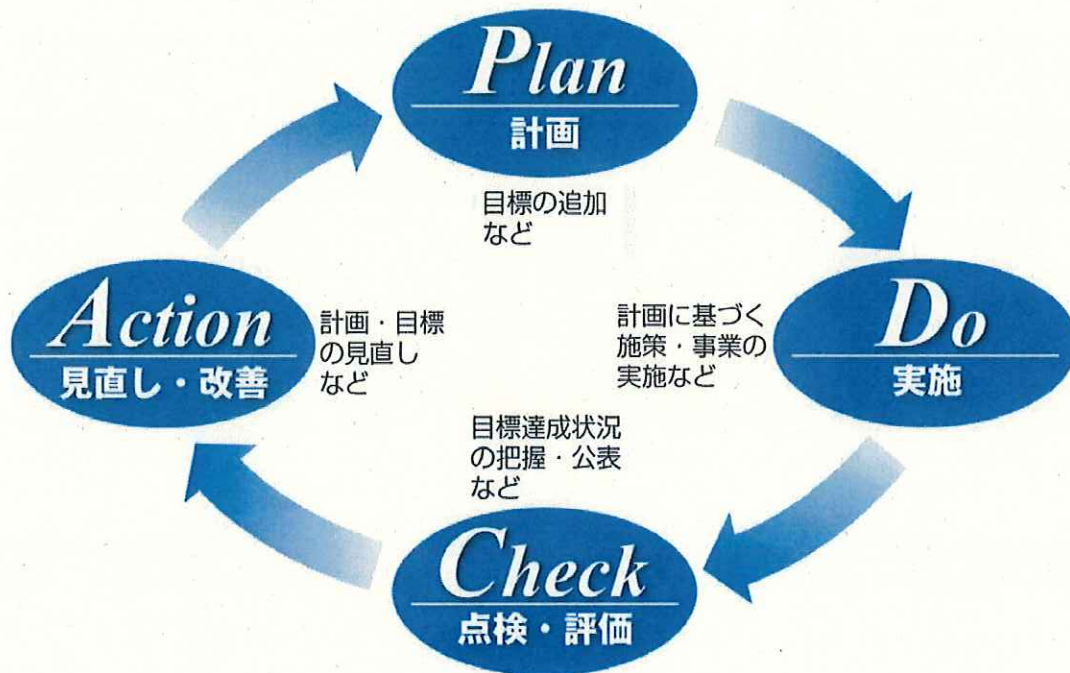 Plan
計画
目標の追加
など
Do
実施
計画に基づく
施策・事業の
実施など
Check
点検・評価
目標達成状況
の把握・公表
など
Action
見直し・改善
計画・目標
の見直し
など